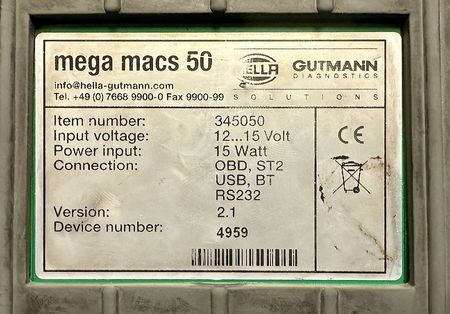 mega macs 50
HELLA GUTMANN
DIAGNOSTICS
info@hella-gutmann.com
Tel. +49 (0) 7668 9900-0 Fax 9900-99
SOLUTIONS
Item number: 345050
Input voltage: 12...15 Volt
Power input: 15 Watt
Connection: OBD, ST2
USB, BT
RS232
Version: 2.1
Device number: 4959
CE